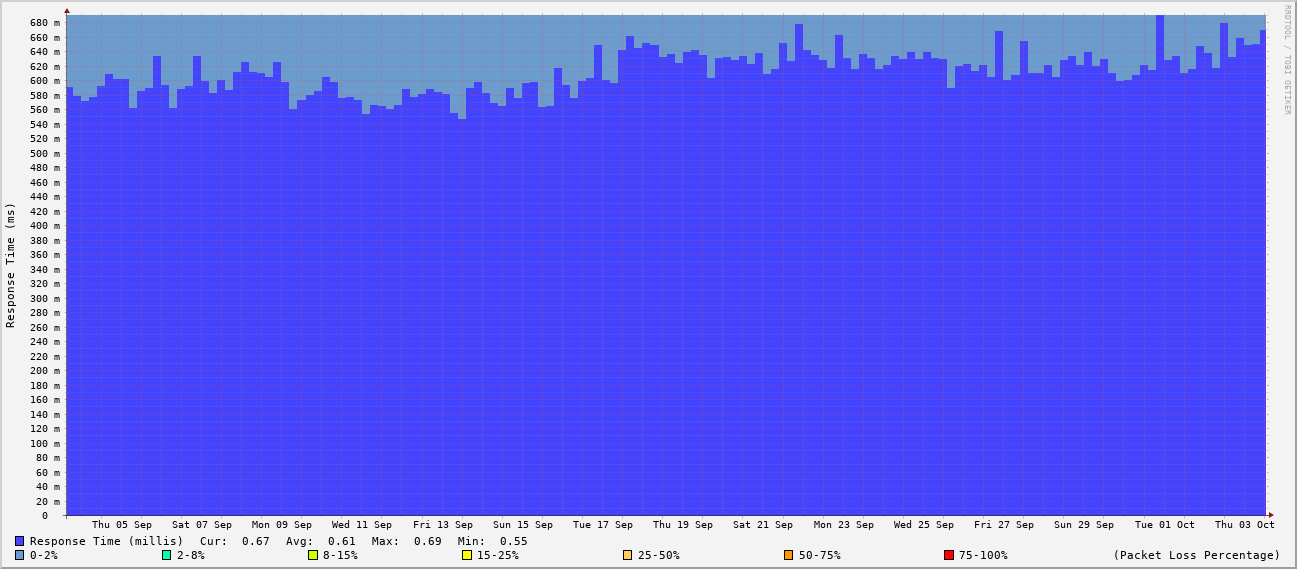 RRDTOOL / TOBI OETIKER
Response Time (ms)
680 m
660 m
640 m
620 m
600 m
580 m
560 m
540 m
520 m
500 m
480 m
460 m
440 m
420 m
400 m
380 m
360 m
340 m
320 m
300 m
280 m
260 m
240 m
220 m
200 m
180 m
160 m
140 m
120 m
100 m
80 m
60 m
40 m
20 m
0
Thu 05 Sep Sat 07 Sep Mon 09 Sep Wed 11 Sep Fri 13 Sep Sun 15 Sep Tue 17 Sep Thu 19 Sep Sat 21 Sep Mon 23 Sep Wed 25 Sep Fri 27 Sep Sun 29 Sep Tue 01 Oct Thu 03 Oct
Response Time (millis) Cur: 0.67 Avg: 0.61 Max: 0.69 Min: 0.55
0-2% 2-8% 8-15% 15-25% 25-50% 50-75% 75-100% (Packet Loss Percentage)